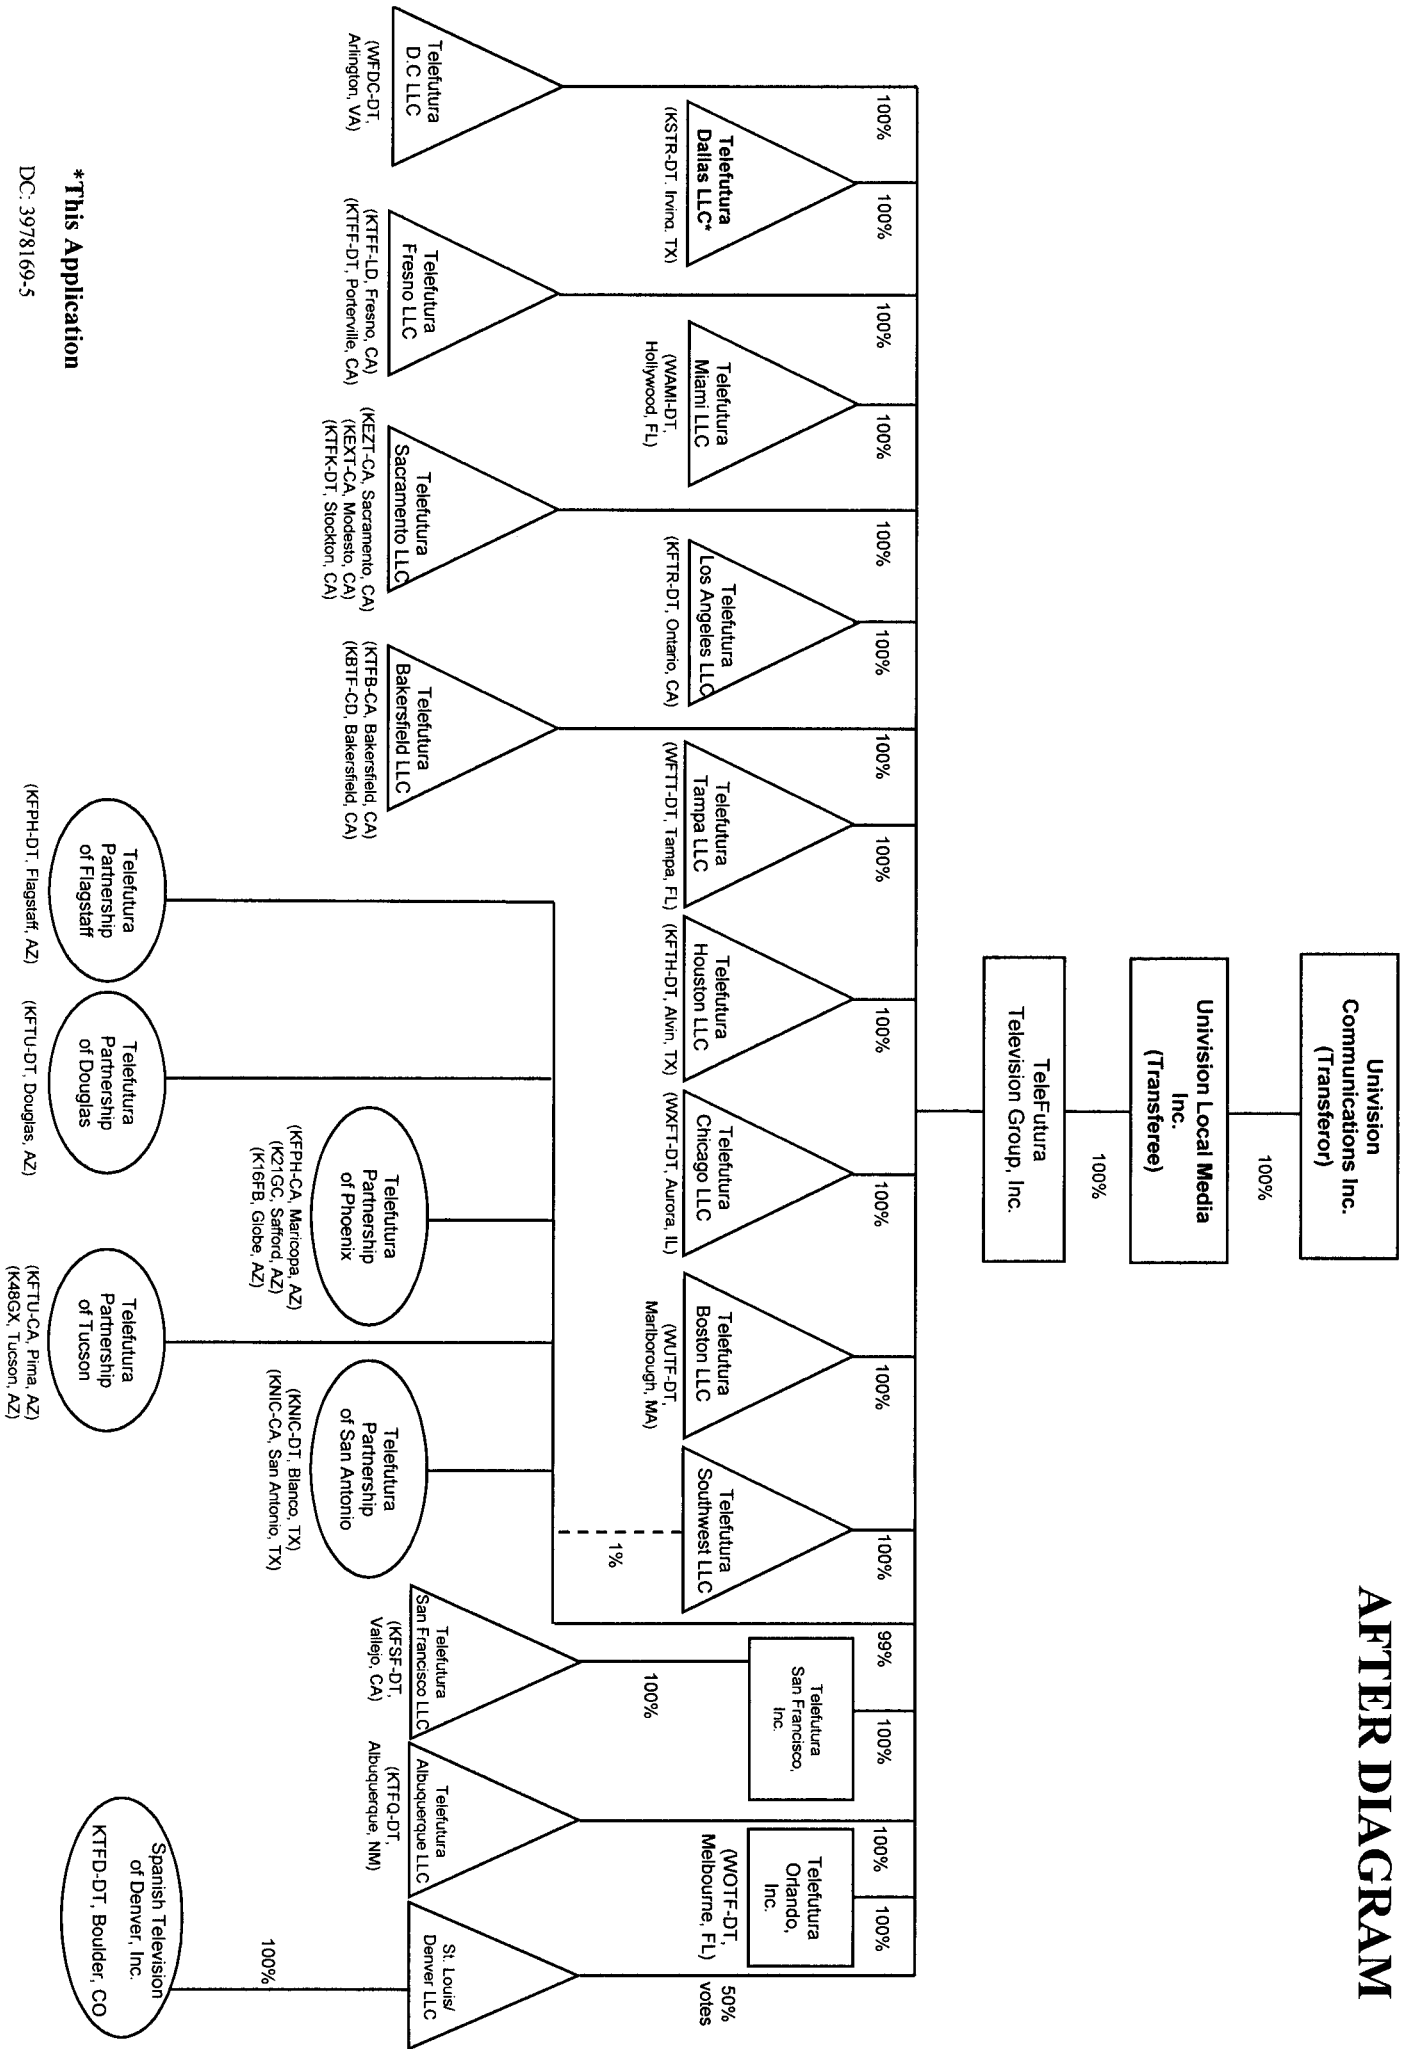 AFTER DIAGRAM
Univision
Communications Inc.
(Transferor)
100%
Univision Local Media
Inc.
(Transferee)
100%
TeleFutura
Television Group, Inc.
100%
100%
100%
100%
100%
100%
100%
100%
100%
100%
100%
100%
99%
100%
100%
100%
50%
votes
Telefutura
Dallas LLC*
(KSTR-DT, Irving, TX)
Telefutura
Miami LLC
(WAMI-DT,
Hollywood, FL)
Telefutura
Los Angeles LLC
(KFTR-DT, Ontario, CA)
Telefutura
Tampa LLC
(WFTT-DT, Tampa, FL)
Telefutura
Houston LLC
(KFTH-DT, Alvin, TX)
Telefutura
Chicago LLC
(WXFT-DT, Aurora, IL)
Telefutura
Boston LLC
(WUTF-DT,
Marlborough, MA)
Telefutura
Southwest LLC
1%
Telefutura
San Francisco,
Inc.
100%
Telefutura
Orlando,
Inc.
(WOTF-DT,
Melbourne, FL)
Telefutura
D.C LLC
(WFDC-DT,
Arlington, VA)
Telefutura
Fresno LLC
(KTFF-LD, Fresno, CA)
(KTFF-DT, Porterville, CA)
Telefutura
Sacramento LLC
(KEZT-CA, Sacramento, CA)
(KEXT-CA, Modesto, CA)
(KTFK-DT, Stockton, CA)
Telefutura
Bakersfield LLC
(KTFB-CA, Bakersfield, CA)
(KBTF-CD, Bakersfield, CA)
Telefutura
San Francisco LLC
(KFSF-DT,
Vallejo, CA)
Telefutura
Albuquerque LLC
(KTFQ-DT,
Albuquerque, NM)
St. Louis/
Denver LLC
100%
Telefutura
Partnership
of Phoenix
(KFPH-CA, Maricopa, AZ)
(K21GC, Safford, AZ)
(K16FB, Globe, AZ)
Telefutura
Partnership
of San Antonio
(KNIC-DT, Blanco, TX)
(KNIC-CA, San Antonio, TX)
Telefutura
Partnership
of Flagstaff
(KFPH-DT, Flagstaff, AZ)
Telefutura
Partnership
of Douglas
(KFTU-DT, Douglas, AZ)
Telefutura
Partnership
of Tucson
(KFTU-CA, Pima, AZ)
(K48GX, Tucson, AZ)
Spanish Television
of Denver, Inc.
KTFD-DT, Boulder, CO
*This Application
DC: 3978169-5